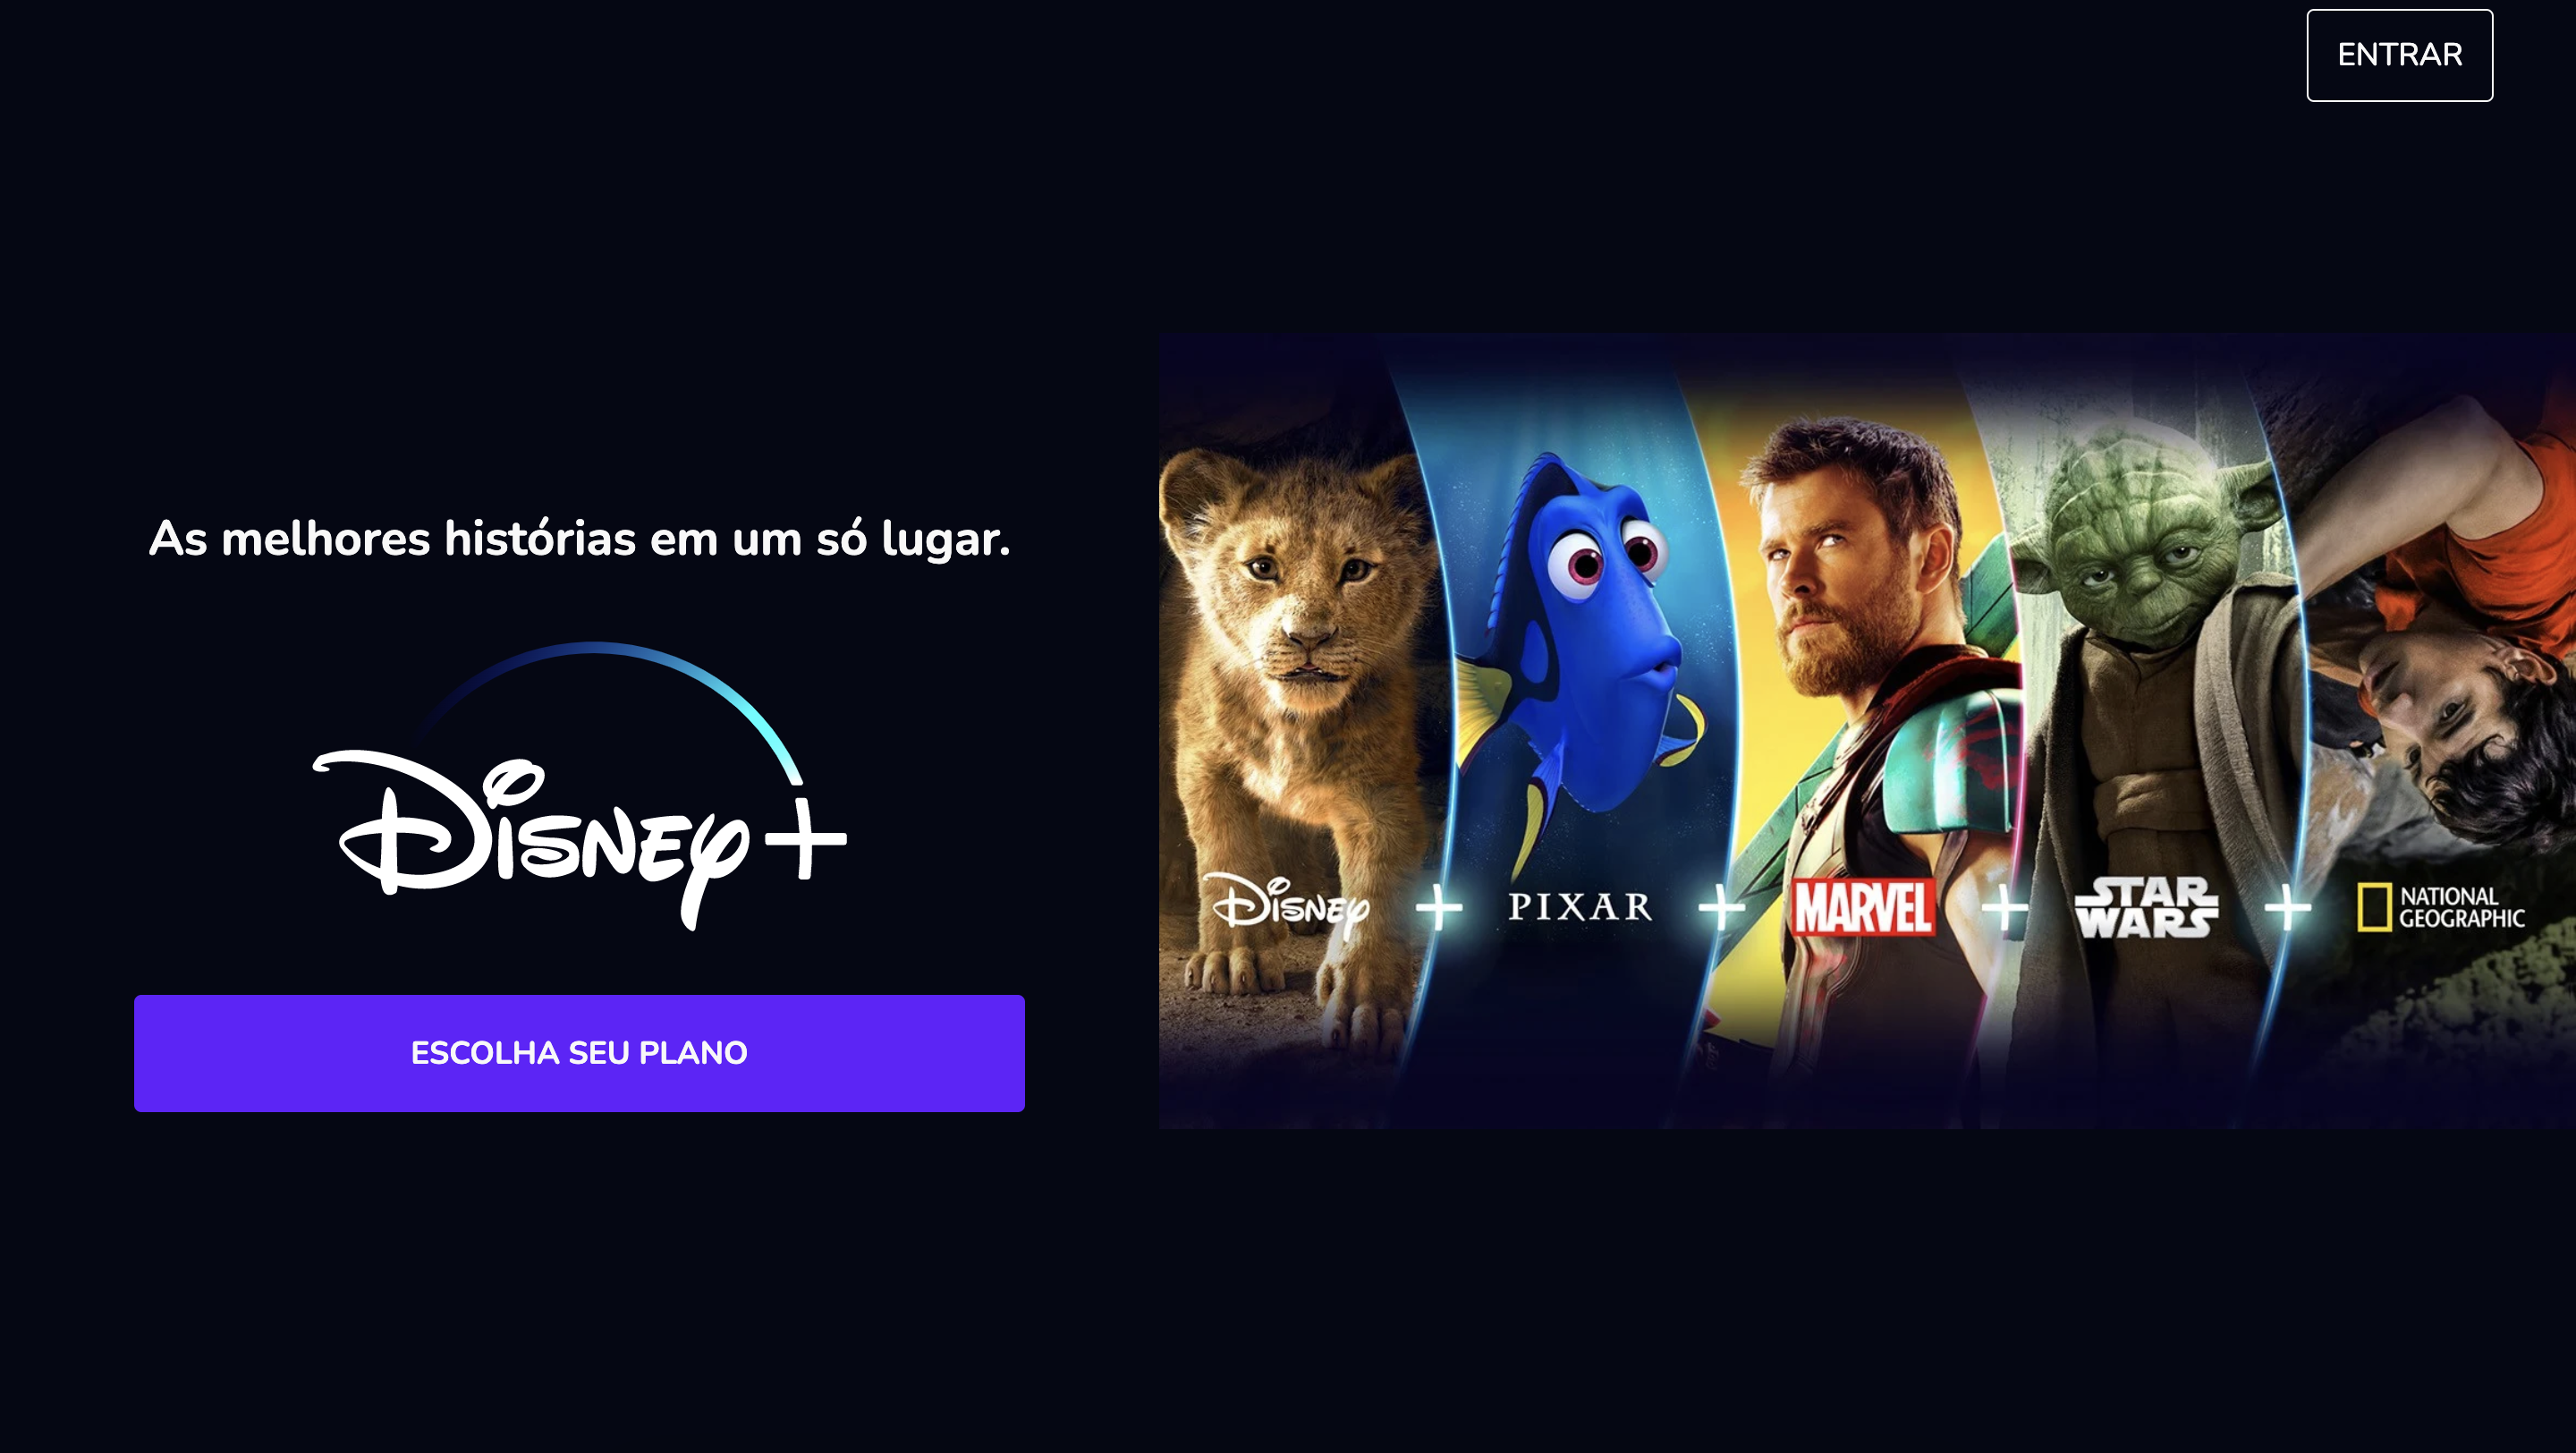 ENTRAR
As melhores histórias em um só lugar.
Disney+
ESCOLHA SEU PLANO
Disney + PIXAR + MARVEL + STAR WARS + NATIONAL GEOGRAPHIC